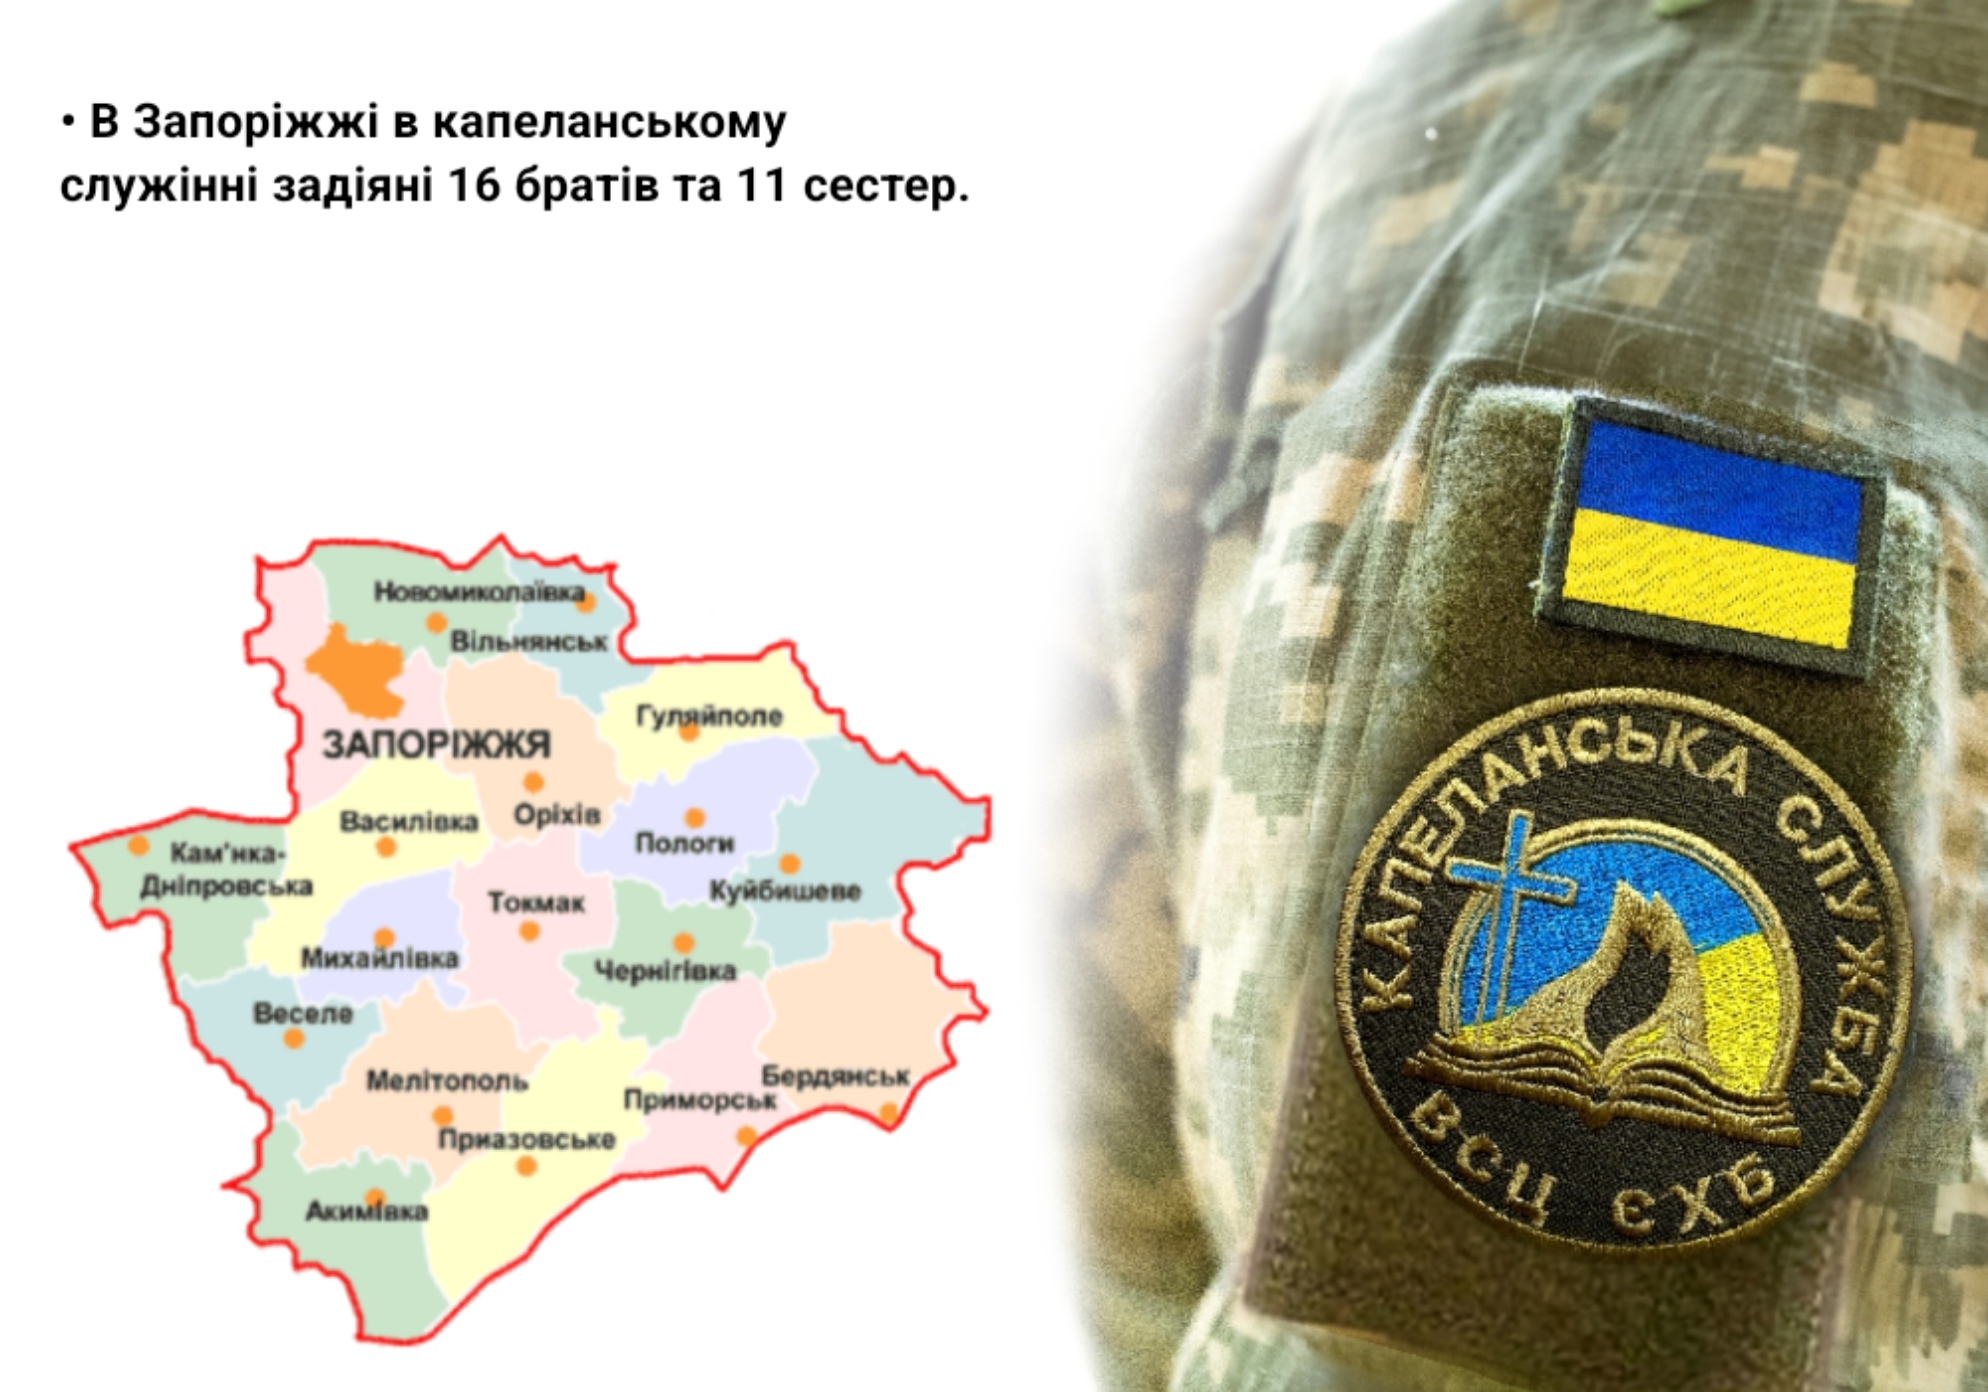 • В Запоріжжі в капеланському
служінні задіяні 16 братів та 11 сестер.
Новомиколаївка
Вільнянськ
Гуляйполе
ЗАПОРІЖЖЯ
Оріхів
Василівка
Пологи
Кам'нка-
Дніпровська
Куйбишеве
Токмак
Михайлівка
Чернігівка
Веселе
Мелітополь
Бердянськ
Приморськ
Приазовське
Акимівка
КАПЕЛАНСЬКА СЛУЖБА
ВСЦ ЄХБ